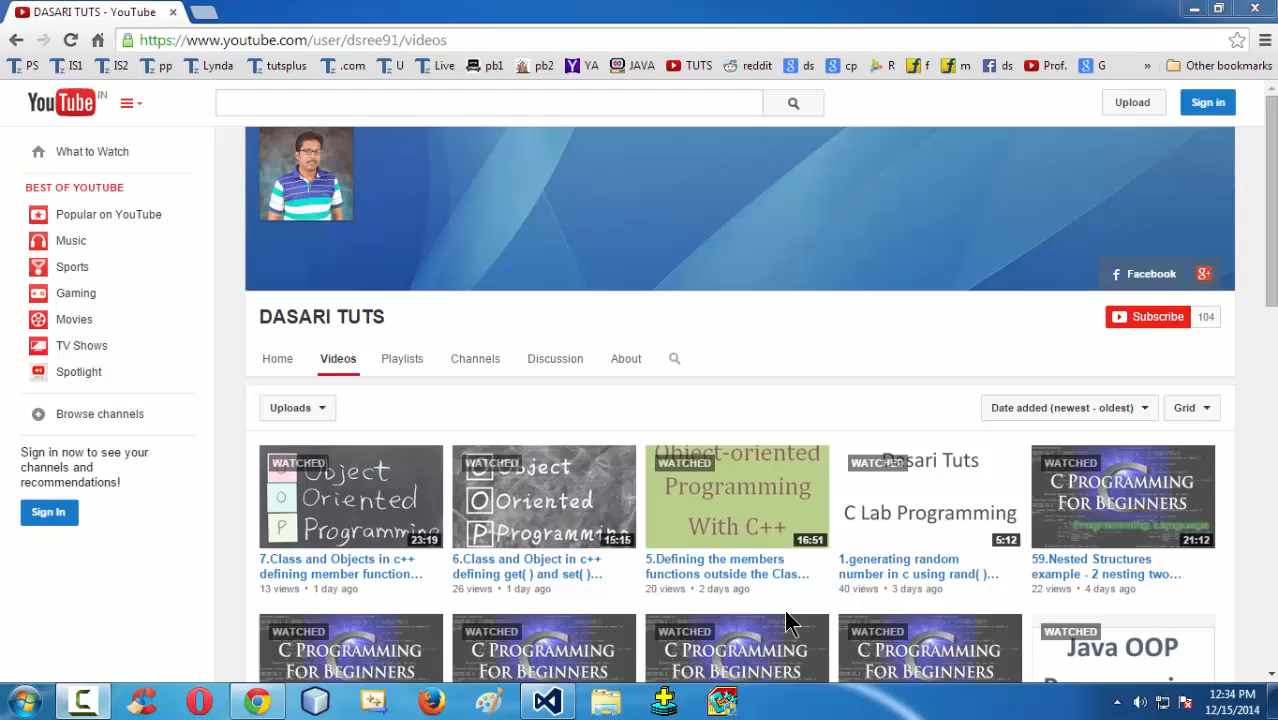 DASARI TUTS - YouTube
https://www.youtube.com/user/dsree91/videos
PS IS1 IS2 pp Lynda tutsplus .com U Live pb1 pb2 YA JAVA TUTS reddit ds cp R f m ds Prof. G » Other bookmarks
YouTube IN
Upload
Sign in
What to Watch
BEST OF YOUTUBE
Popular on YouTube
Music
Sports
Gaming
Movies
TV Shows
Spotlight
Browse channels
Sign in now to see your
channels and
recommendations!
Sign In
Facebook
DASARI TUTS
Subscribe 104
Home Videos Playlists Channels Discussion About
Uploads
Date added (newest - oldest)
Grid
WATCHED
Object
Oriented
Programming
23:19
7.Class and Objects in c++
defining member function...
13 views • 1 day ago
WATCHED
Object
Oriented
Programming
15:15
6.Class and Object in c++
defining get( ) and set( )...
26 views • 1 day ago
WATCHED
Object-oriented
Programming
With C++
16:51
5.Defining the members
functions outside the Clas...
20 views • 2 days ago
WATCHED
Dasari Tuts
C Lab Programming
5:12
1.generating random
number in c using rand( )...
40 views • 3 days ago
WATCHED
C PROGRAMMING
FOR BEGINNERS
Programming Language
21:12
59.Nested Structures
example - 2 nesting two...
22 views • 4 days ago
WATCHED
C PROGRAMMING
FOR BEGINNERS
WATCHED
C PROGRAMMING
FOR BEGINNERS
WATCHED
C PROGRAMMING
FOR BEGINNERS
WATCHED
C PROGRAMMING
FOR BEGINNERS
WATCHED
Java OOP
12:34 PM
12/15/2014